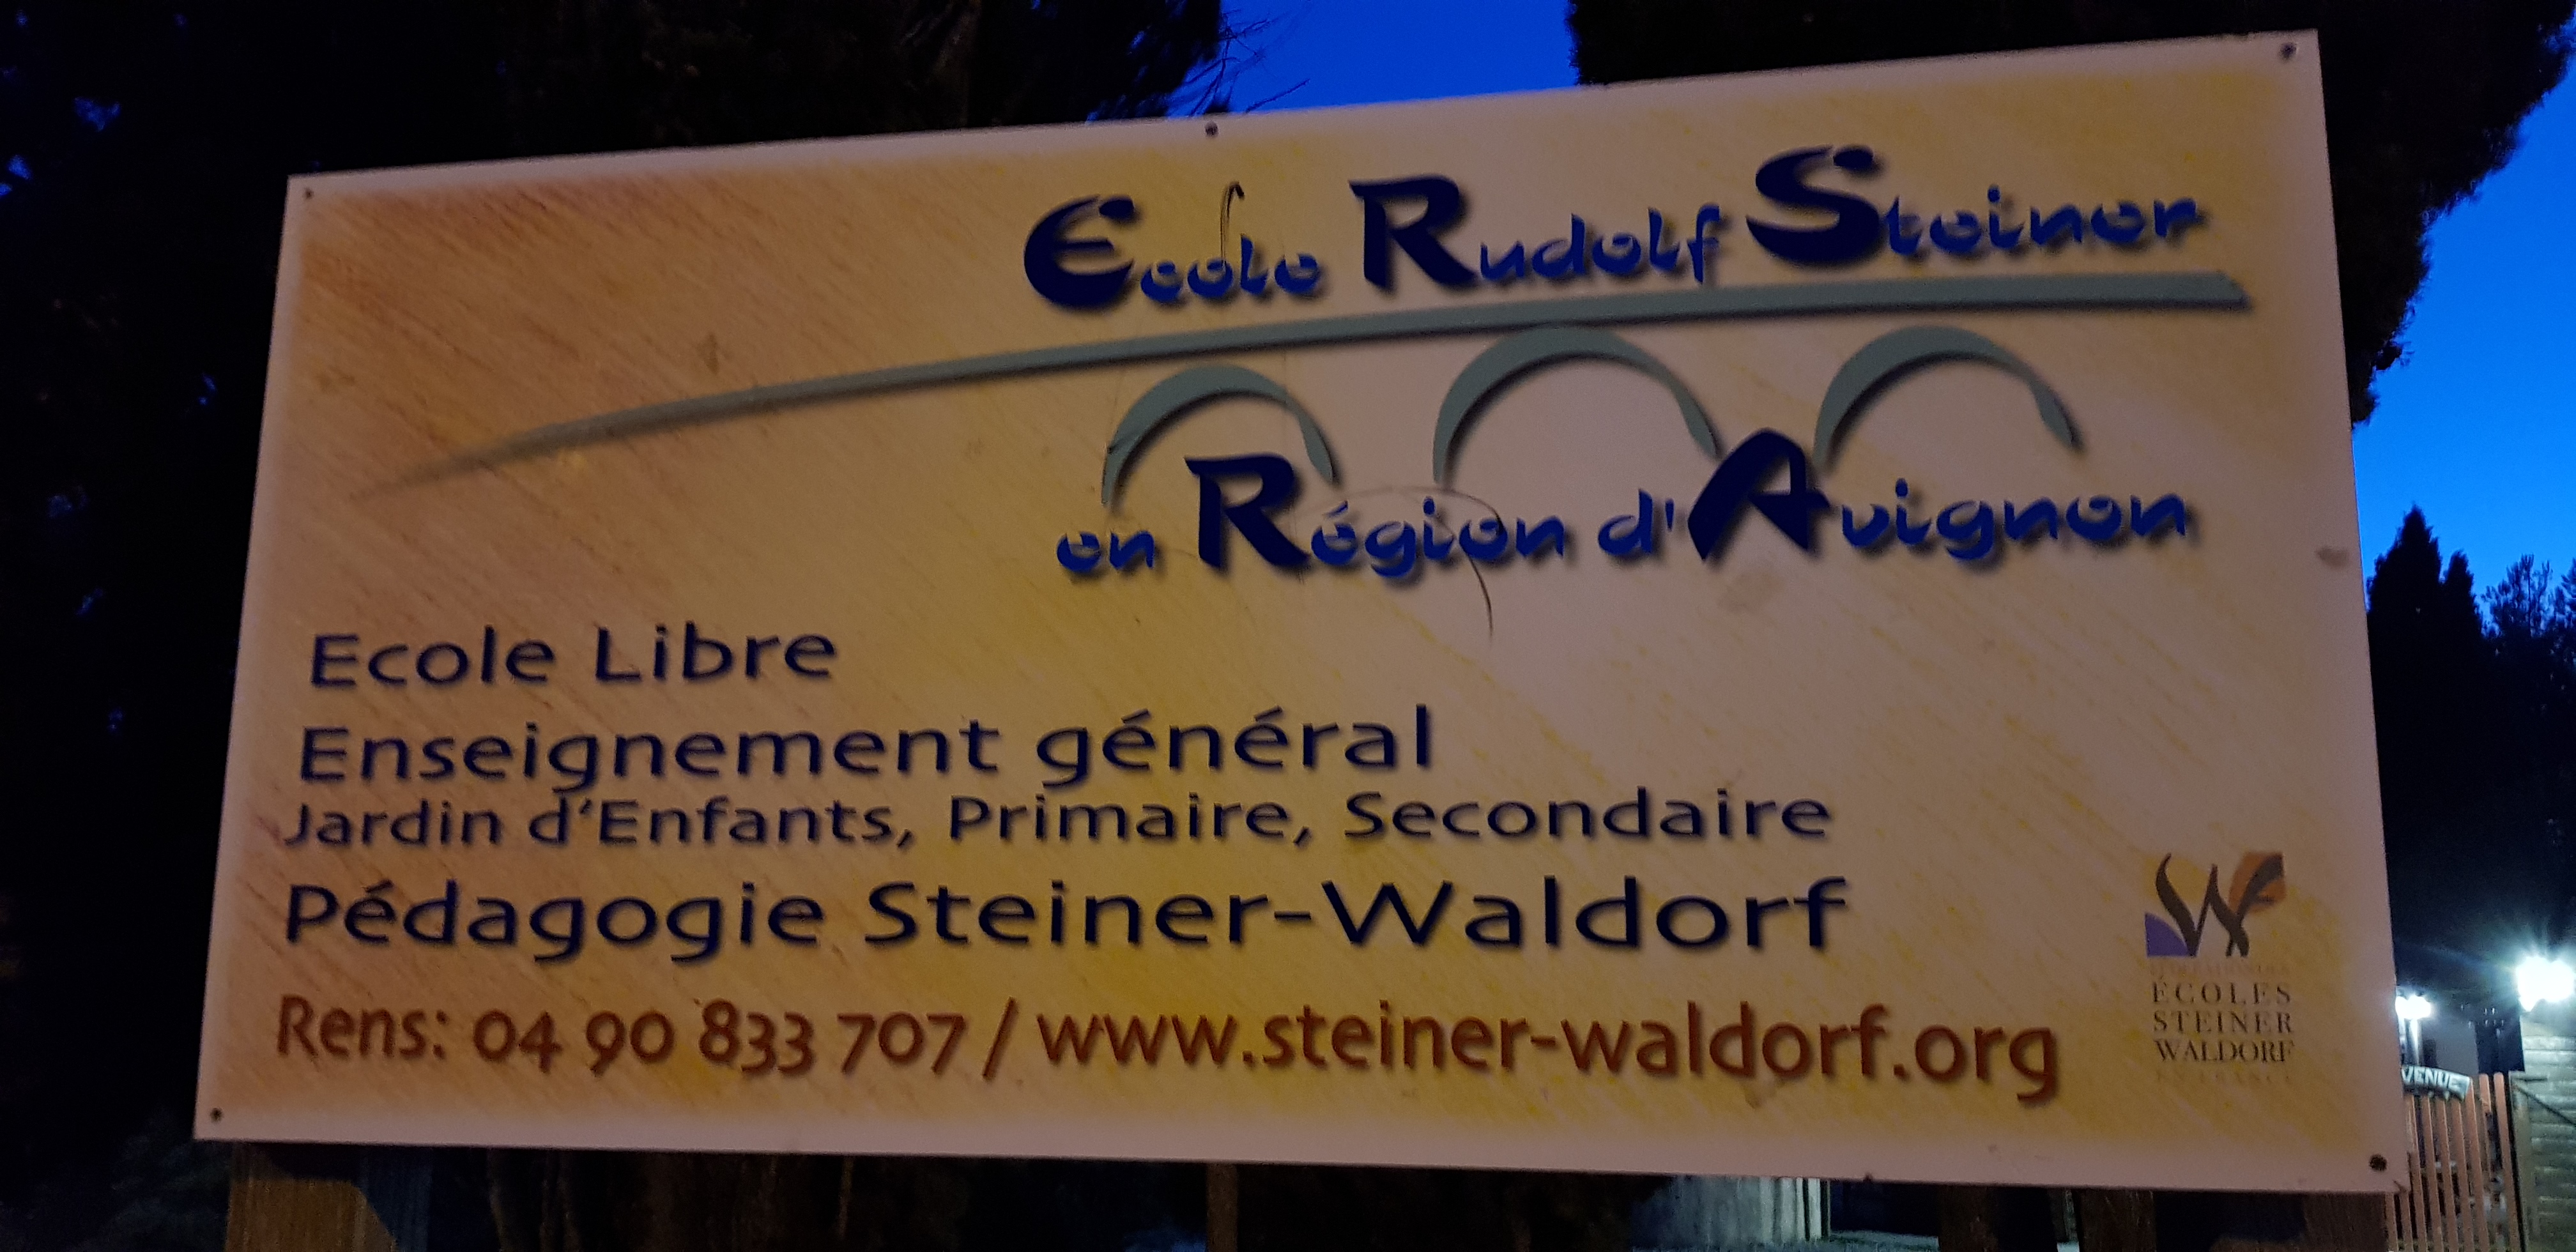 Ecole Rudolf Steiner
en Région d'Avignon
Ecole Libre
Enseignement général
Jardin d'Enfants, Primaire, Secondaire
Pédagogie Steiner-Waldorf
Rens: 04 90 833 707 / www.steiner-waldorf.org
ÉCOLES
STEINER
WALDORF
VENUE